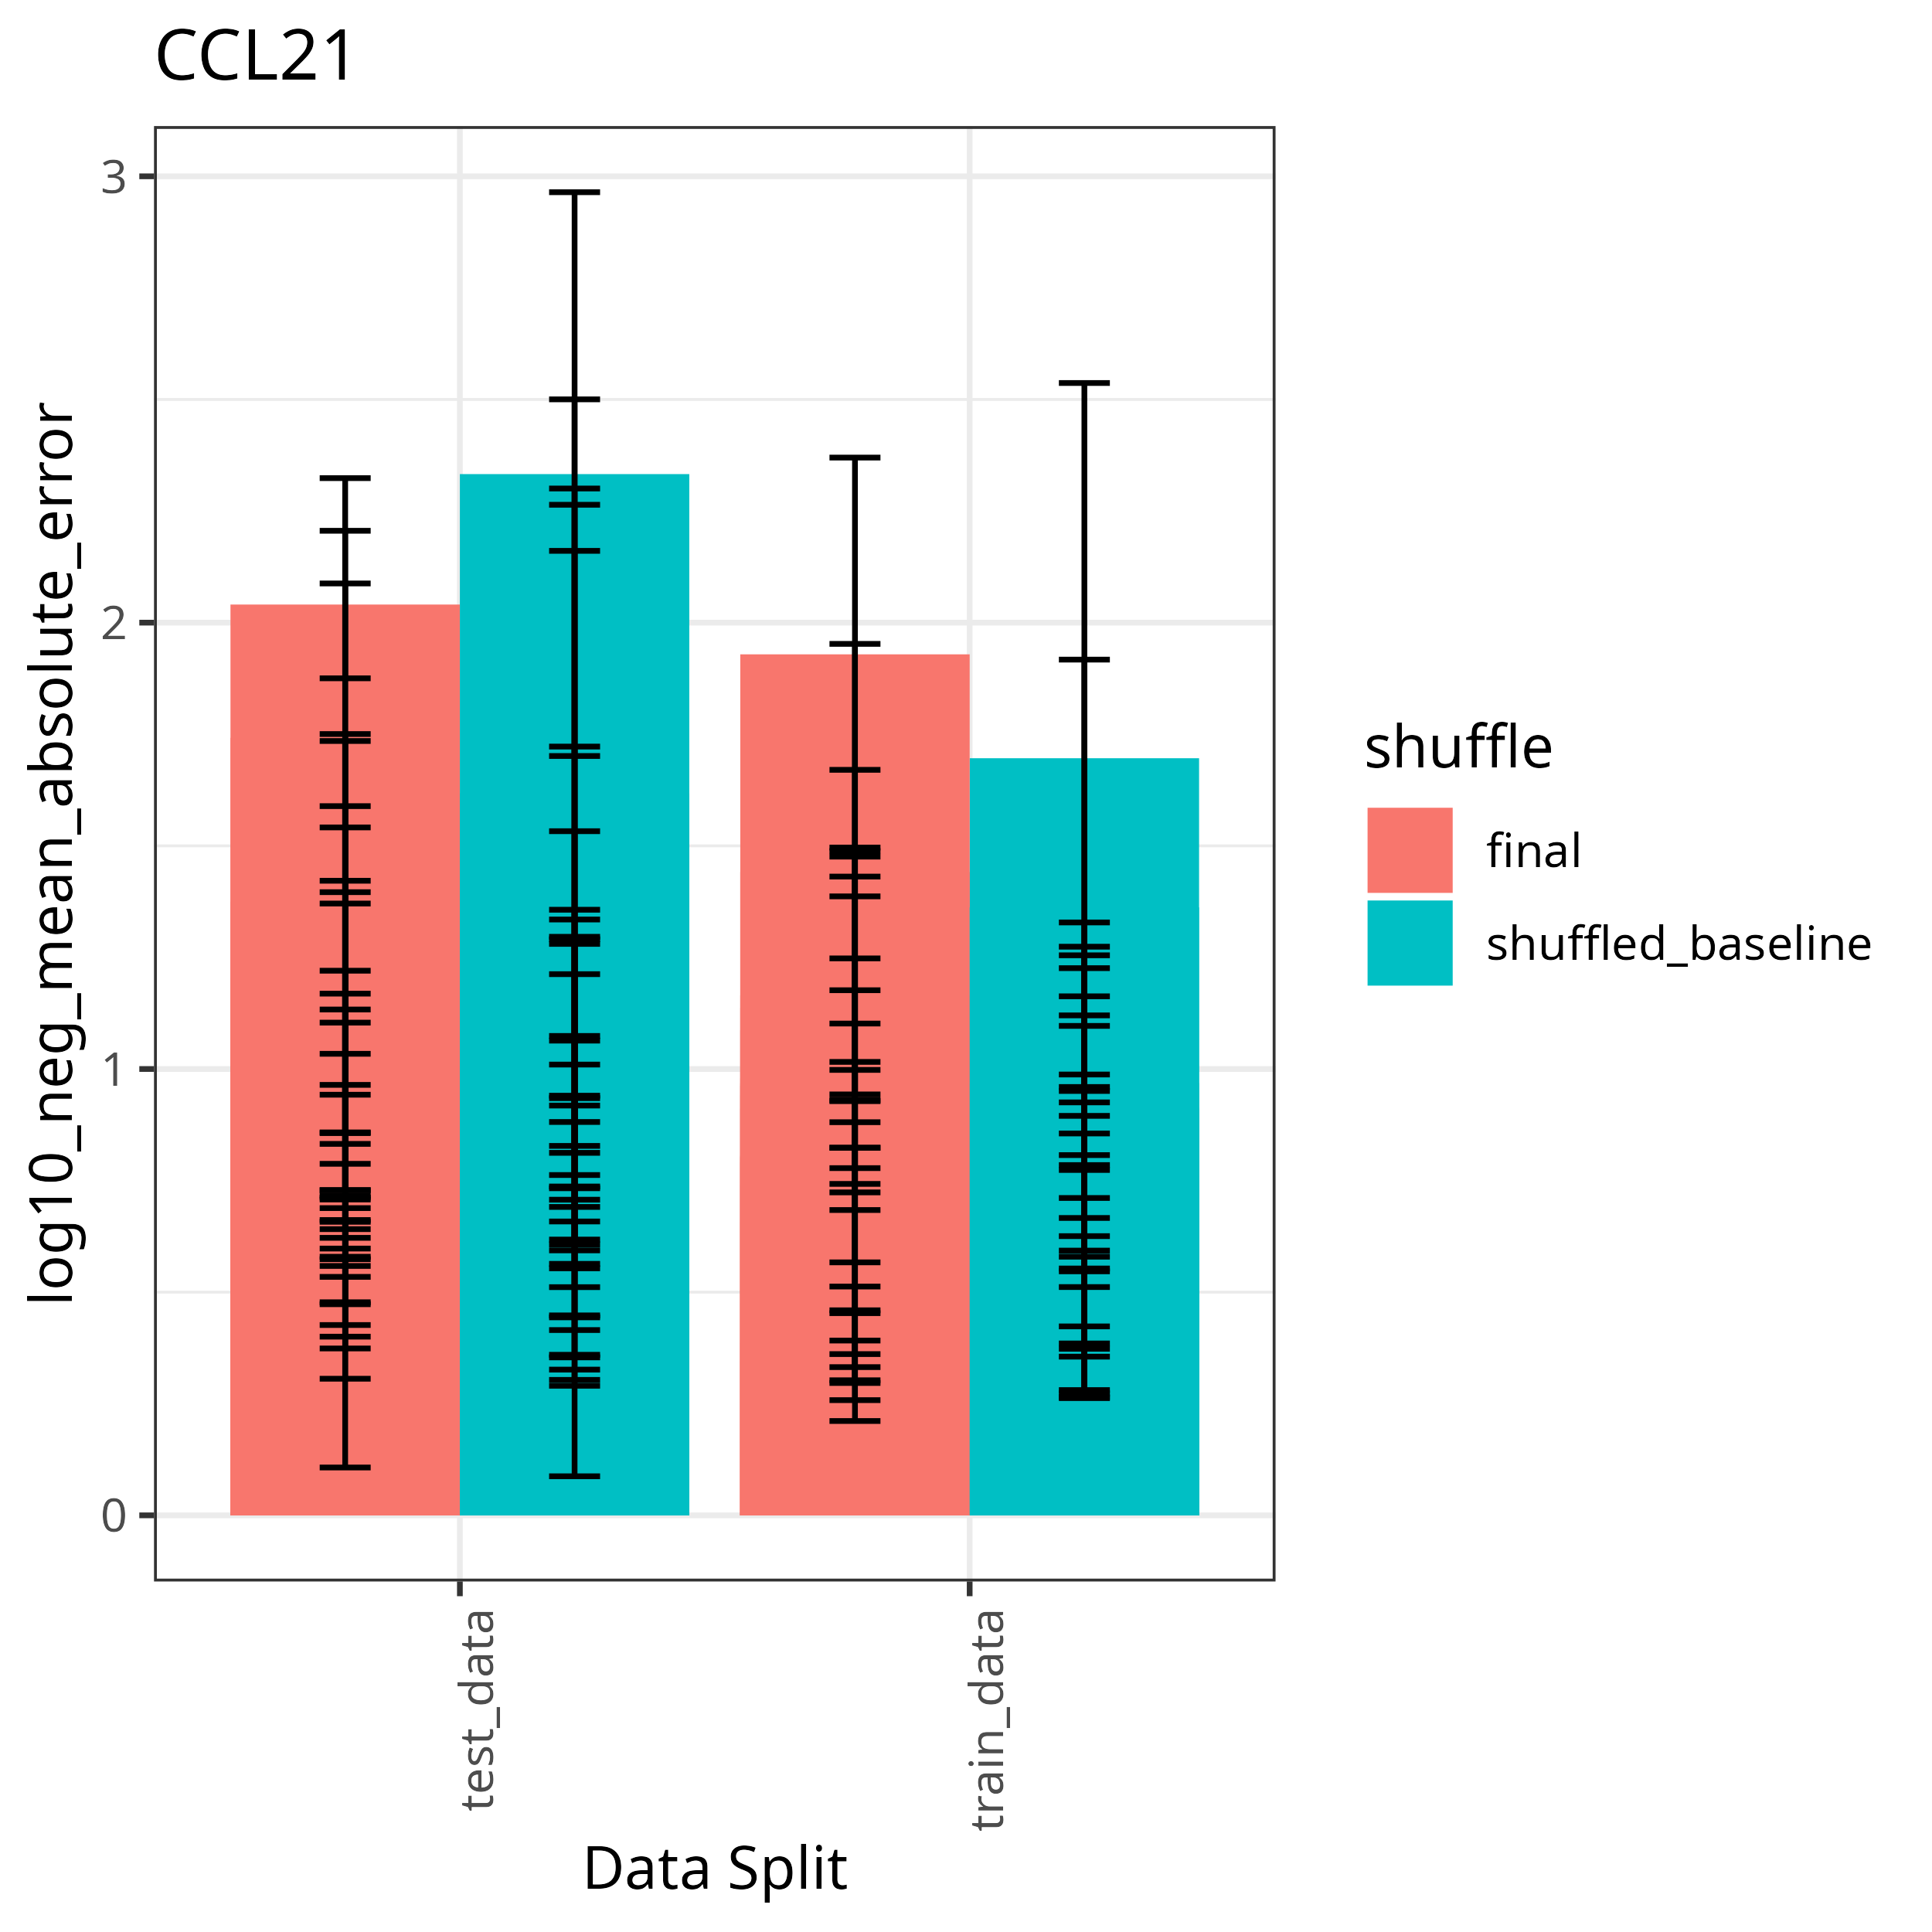 CCL21
log10_neg_mean_absolute_error
3
2
1
0
test_data
train_data
Data Split
shuffle
final
shuffled_baseline